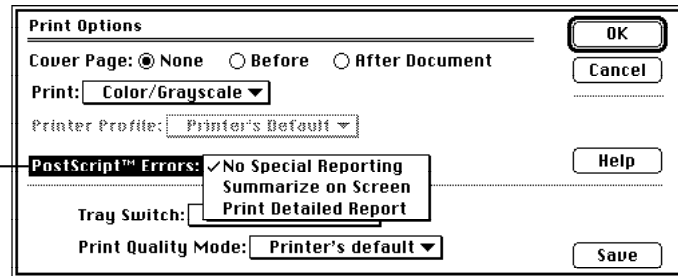 Print Options
OK
Cover Page: None Before After Document
Cancel
Print: Color/Grayscale
Printer Profile: Printer's Default
PostScript™ Errors: ✓No Special Reporting
Help
Summarize on Screen
Print Detailed Report
Tray Switch:
Print Quality Mode: Printer's default
Save